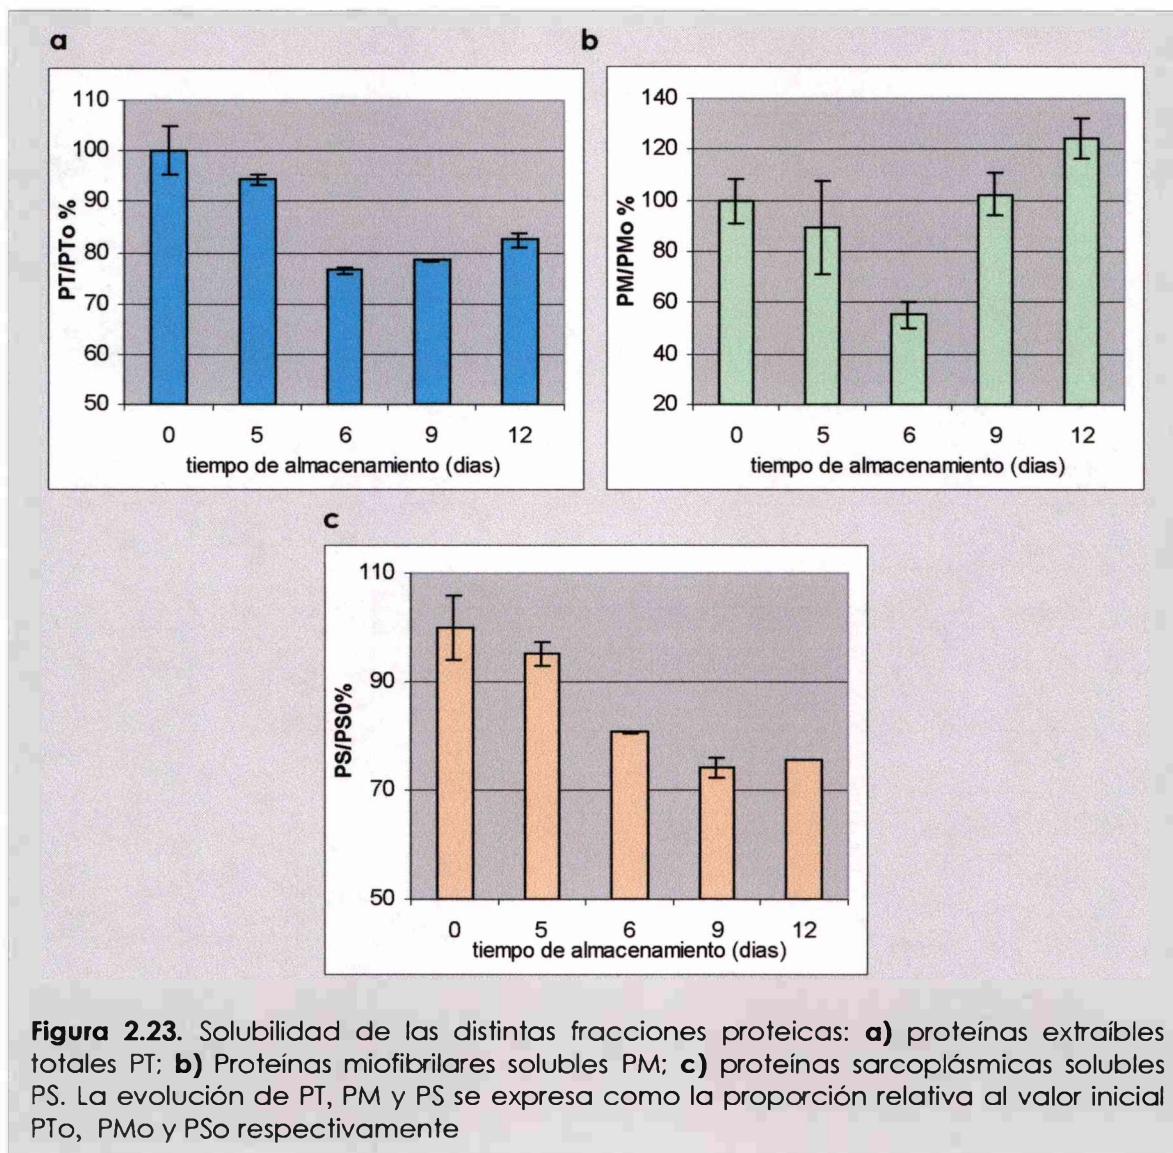 a
b
110
100
90
80
70
60
50
PT/PTo %
0 5 6 9 12
tiempo de almacenamiento (dias)
140
120
100
80
60
40
20
PM/PMo %
0 5 6 9 12
tiempo de almacenamiento (dias)
c
110
90
70
50
PS/PS0%
0 5 6 9 12
tiempo de almacenamiento (dias)
Figura 2.23. Solubilidad de las distintas fracciones proteicas: a) proteínas extraíbles
totales PT; b) Proteínas miofibrilares solubles PM; c) proteínas sarcoplásmicas solubles
PS. La evolución de PT, PM y PS se expresa como la proporción relativa al valor inicial
PTo, PMo y PSo respectivamente